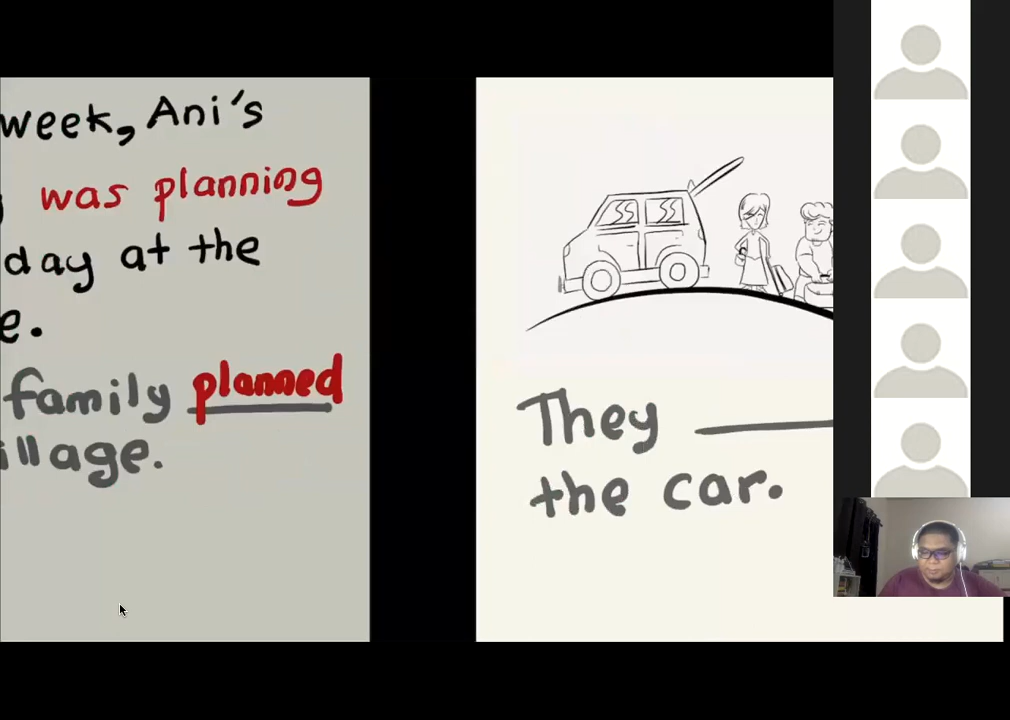 week, Ani's
was planning
day at the
e.
family planned
illage.
They
the car.